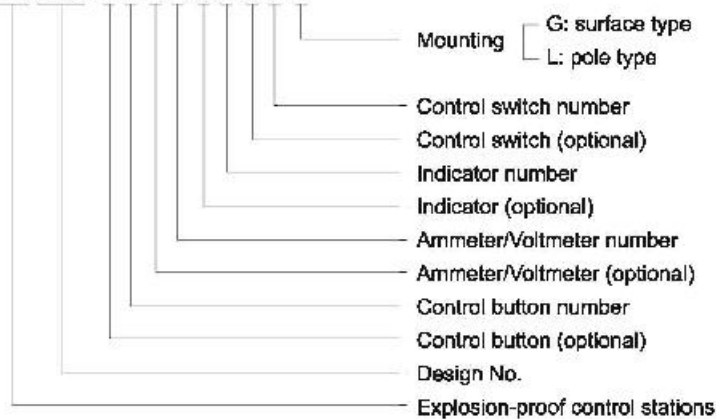 G: surface type
Mounting
L: pole type
Control switch number
Control switch (optional)
Indicator number
Indicator (optional)
Ammeter/Voltmeter number
Ammeter/Voltmeter (optional)
Control button number
Control button (optional)
Design No.
Explosion-proof control stations